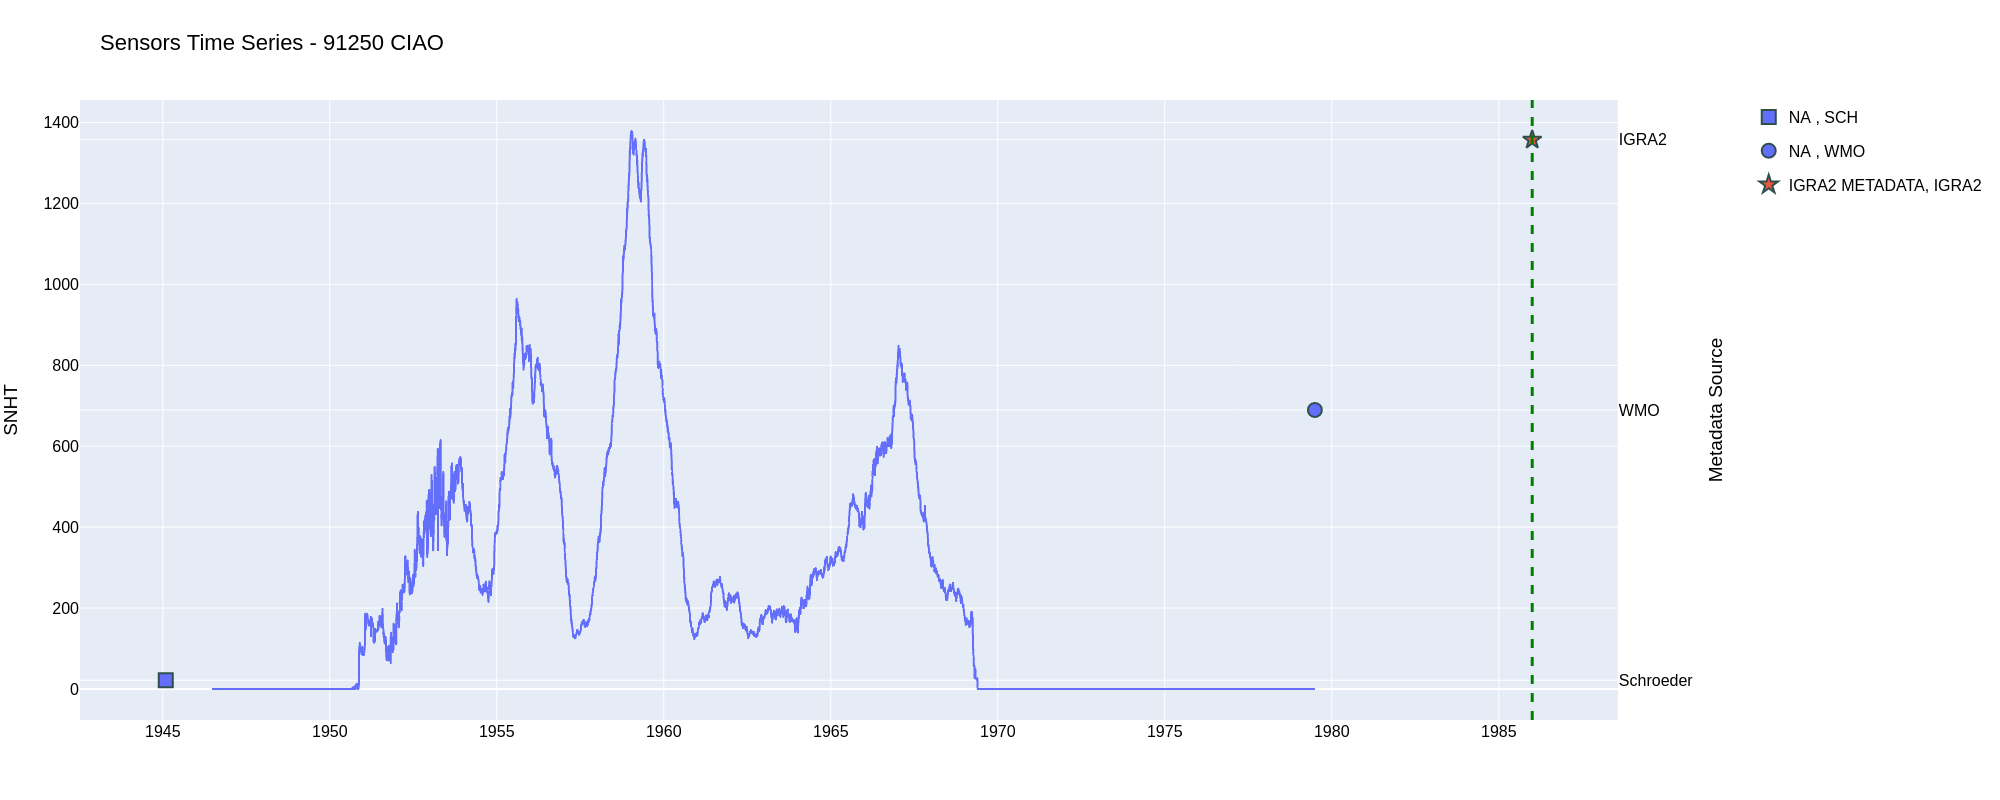 Sensors Time Series - 91250 CIAO
SNHT
1400
1200
1000
800
600
400
200
0
1945
1950
1955
1960
1965
1970
1975
1980
1985
IGRA2
WMO
Schroeder
Metadata Source
NA , SCH
NA , WMO
IGRA2 METADATA, IGRA2